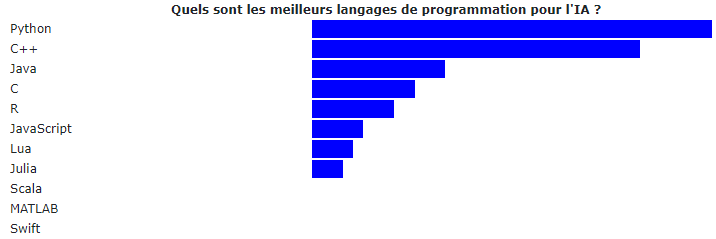 Quels sont les meilleurs langages de programmation pour l'IA ?
Python
C++
Java
C
R
JavaScript
Lua
Julia
Scala
MATLAB
Swift